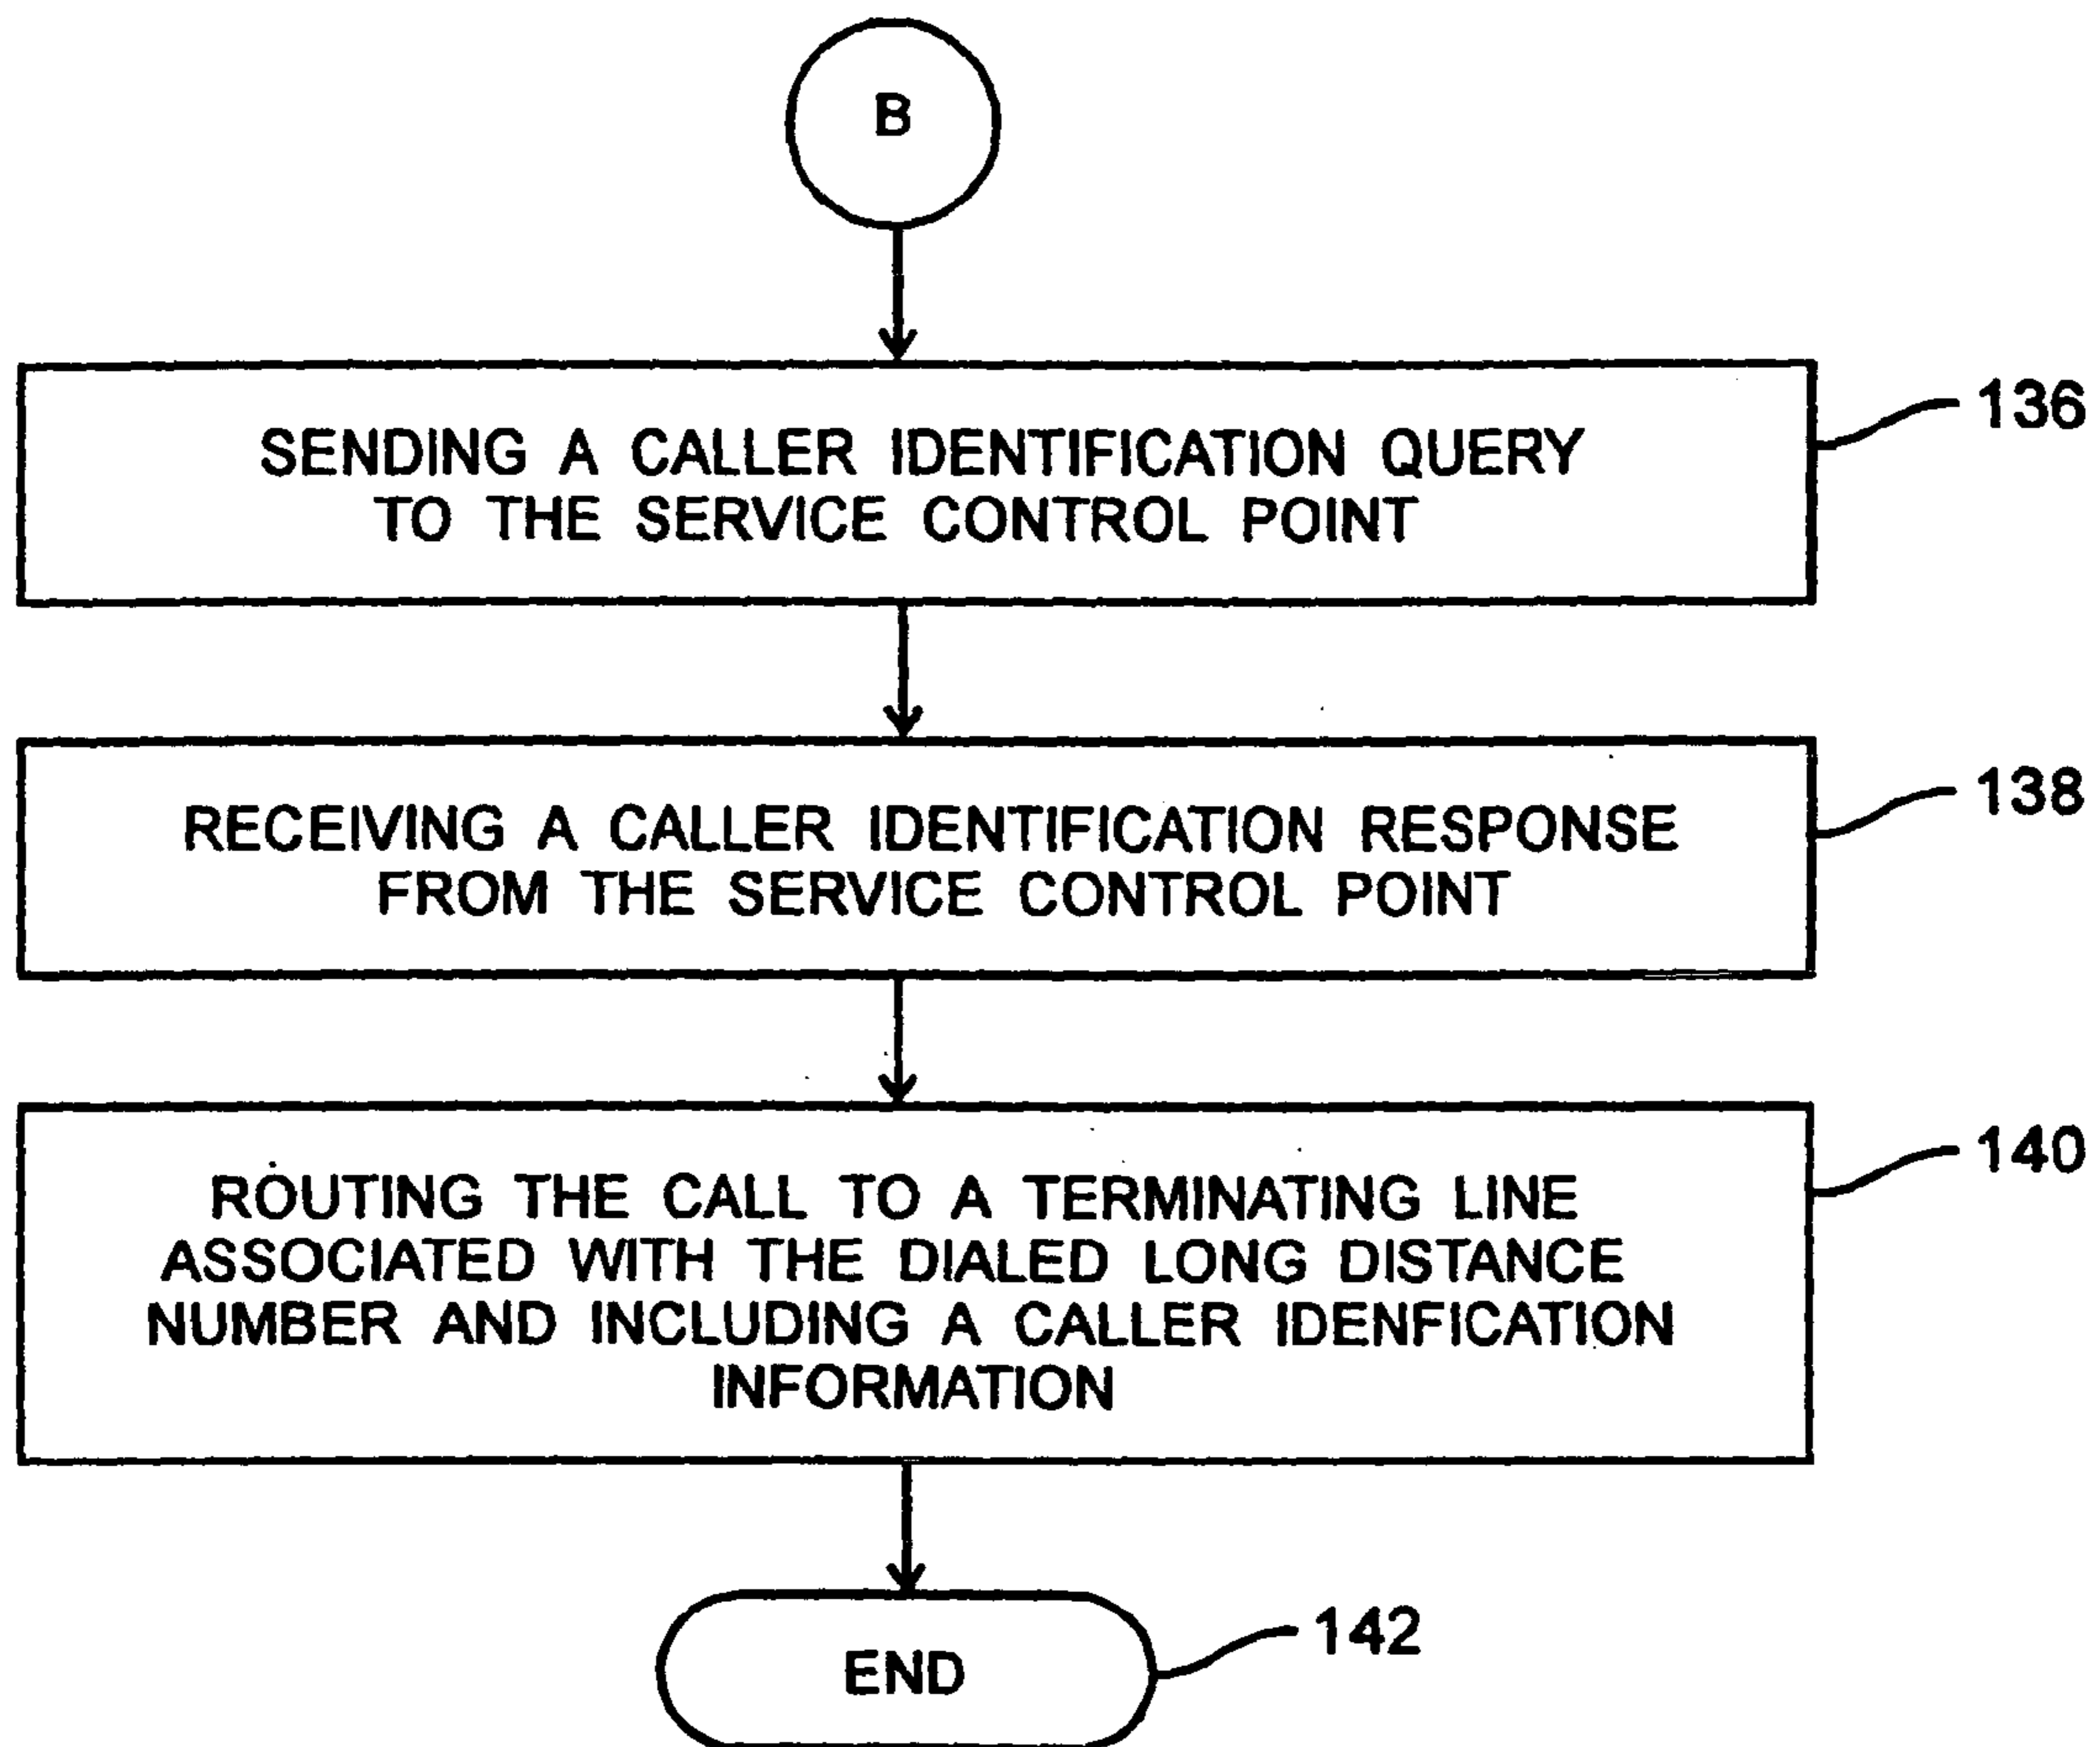 B
SENDING A CALLER IDENTIFICATION QUERY
TO THE SERVICE CONTROL POINT
136
RECEIVING A CALLER IDENTIFICATION RESPONSE
FROM THE SERVICE CONTROL POINT
138
ROUTING THE CALL TO A TERMINATING LINE
ASSOCIATED WITH THE DIALED LONG DISTANCE
NUMBER AND INCLUDING A CALLER IDENFICATION
INFORMATION
140
END
142